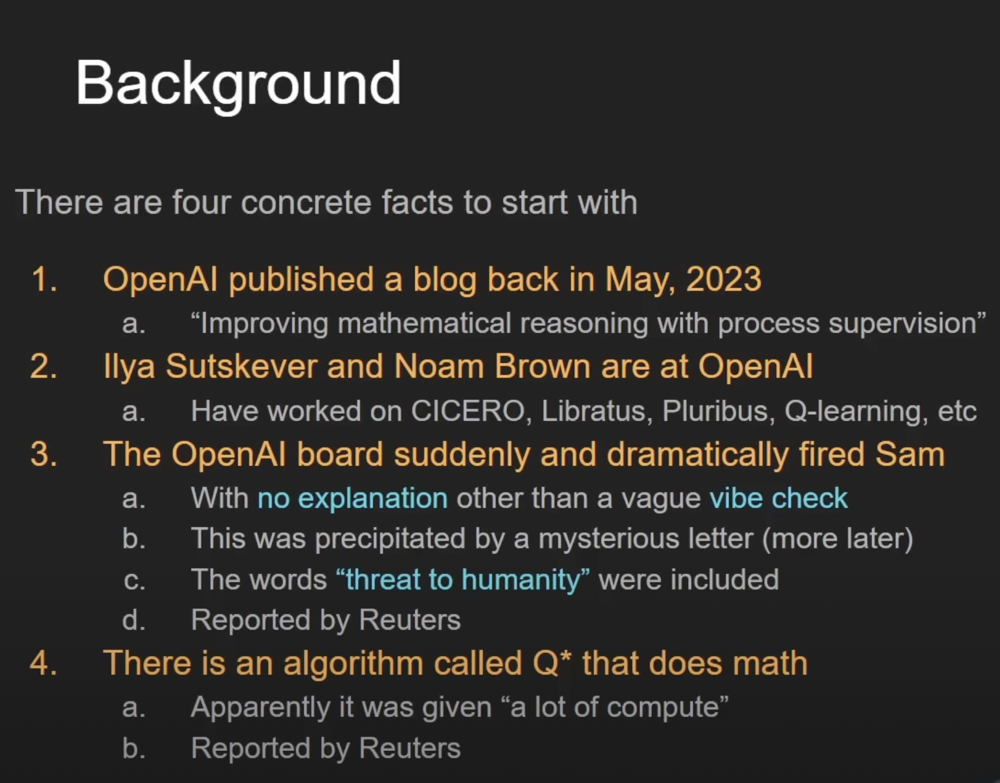 Background
There are four concrete facts to start with
1. OpenAI published a blog back in May, 2023
a. “Improving mathematical reasoning with process supervision”
2. Ilya Sutskever and Noam Brown are at OpenAI
a. Have worked on CICERO, Libratus, Pluribus, Q-learning, etc
3. The OpenAI board suddenly and dramatically fired Sam
a. With no explanation other than a vague vibe check
b. This was precipitated by a mysterious letter (more later)
c. The words “threat to humanity” were included
d. Reported by Reuters
4. There is an algorithm called Q* that does math
a. Apparently it was given “a lot of compute”
b. Reported by Reuters